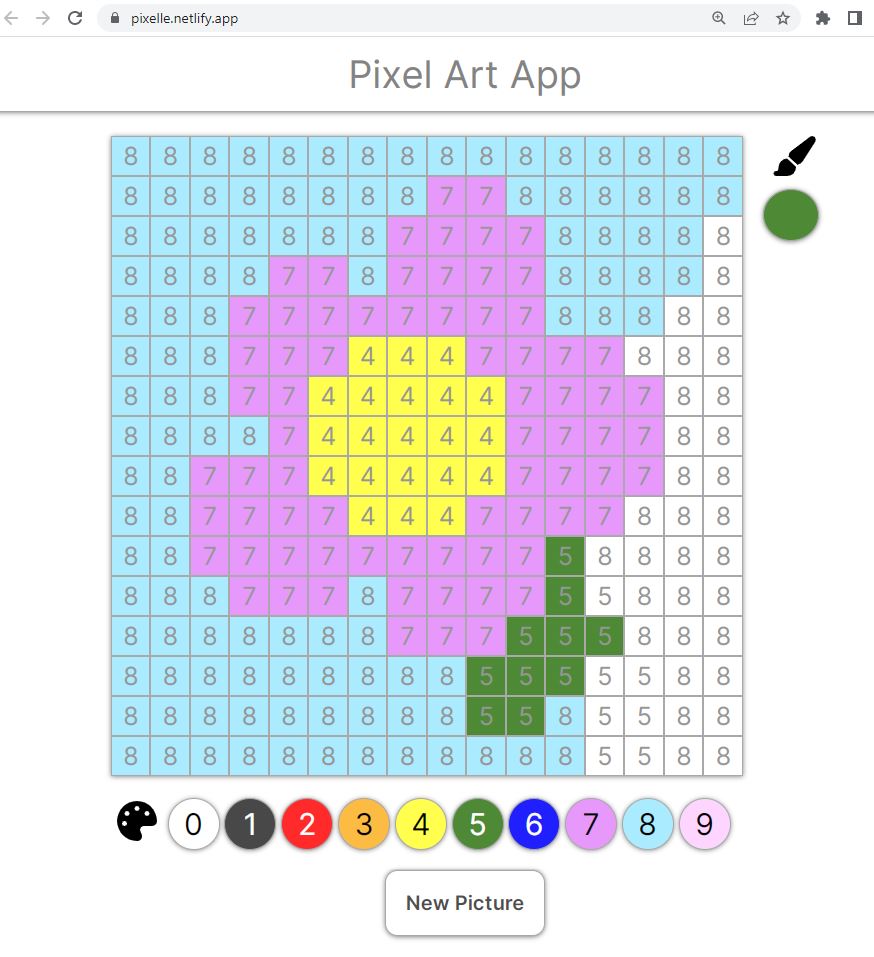 pixelle.netlify.app
Pixel Art App
8 8 8 8 8 8 8 8 8 8 8 8 8 8 8 8
8 8 8 8 8 8 8 8 7 7 8 8 8 8 8 8
8 8 8 8 8 8 8 7 7 7 7 8 8 8 8 8
8 8 8 8 7 7 8 7 7 7 7 8 8 8 8 8
8 8 8 7 7 7 7 7 7 7 7 8 8 8 8 8
8 8 8 7 7 7 4 4 4 7 7 7 7 8 8 8
8 8 8 7 7 4 4 4 4 4 7 7 7 7 8 8
8 8 8 8 7 4 4 4 4 4 7 7 7 7 8 8
8 8 7 7 7 4 4 4 4 4 7 7 7 7 8 8
8 8 7 7 7 7 4 4 4 7 7 7 7 8 8 8
8 8 7 7 7 7 7 7 7 7 7 5 8 8 8 8
8 8 8 7 7 7 8 7 7 7 7 5 5 8 8 8
8 8 8 8 8 8 8 7 7 7 5 5 5 8 8 8
8 8 8 8 8 8 8 8 8 5 5 5 5 5 8 8
8 8 8 8 8 8 8 8 8 5 5 8 5 5 8 8
8 8 8 8 8 8 8 8 8 8 8 8 5 5 8 8
0 1 2 3 4 5 6 7 8 9
New Picture